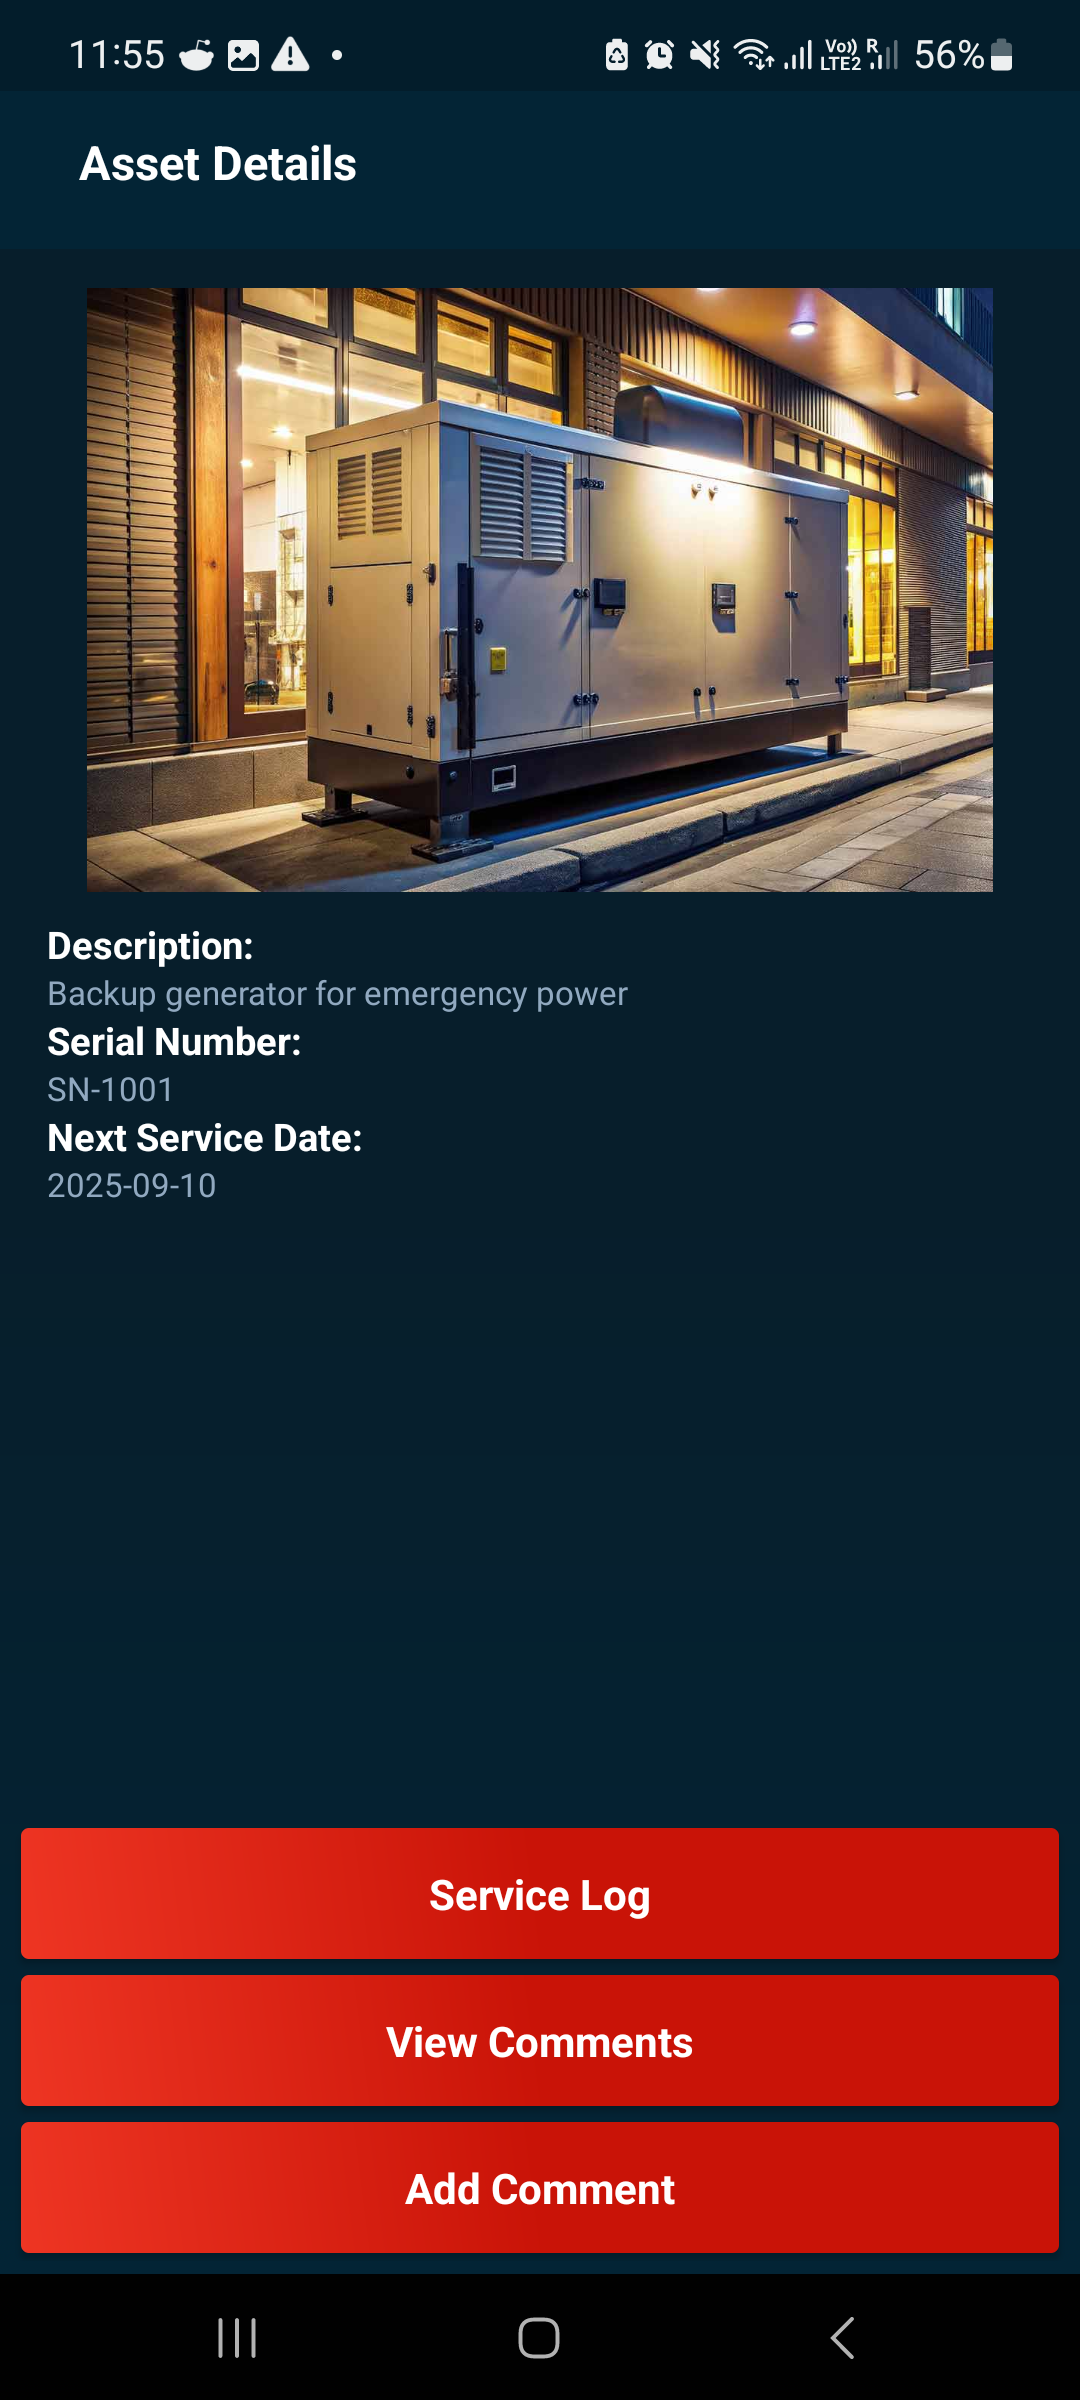 11:55
Vo)) R
LTE2
56%
Asset Details
Description:
Backup generator for emergency power
Serial Number:
SN-1001
Next Service Date:
2025-09-10
Service Log
View Comments
Add Comment